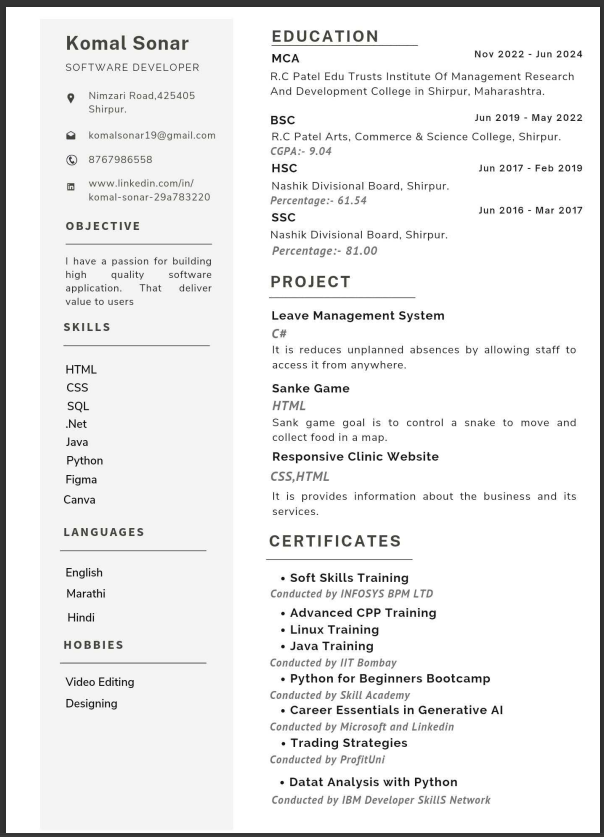 Komal Sonar
SOFTWARE DEVELOPER
Nimzari Road,425405
Shirpur.
komalsonar19@gmail.com
8767986558
www.linkedin.com/in/
komal-sonar-29a783220
OBJECTIVE
I have a passion for building
high quality software
application. That deliver
value to users
SKILLS
HTML
CSS
SQL
.Net
Java
Python
Figma
Canva
LANGUAGES
English
Marathi
Hindi
HOBBIES
Video Editing
Designing
EDUCATION
MCA
Nov 2022 - Jun 2024
R.C Patel Edu Trusts Institute Of Management Research
And Development College in Shirpur, Maharashtra.
BSC
Jun 2019 - May 2022
R.C Patel Arts, Commerce & Science College, Shirpur.
CGPA:- 9.04
HSC
Jun 2017 - Feb 2019
Nashik Divisional Board, Shirpur.
Percentage:- 61.54
SSC
Jun 2016 - Mar 2017
Nashik Divisional Board, Shirpur.
Percentage:- 81.00
PROJECT
Leave Management System
C#
It is reduces unplanned absences by allowing staff to
access it from anywhere.
Sanke Game
HTML
Sank game goal is to control a snake to move and
collect food in a map.
Responsive Clinic Website
CSS,HTML
It is provides information about the business and its
services.
CERTIFICATES
• Soft Skills Training
Conducted by INFOSYS BPM LTD
• Advanced CPP Training
• Linux Training
• Java Training
Conducted by IIT Bombay
• Python for Beginners Bootcamp
Conducted by Skill Academy
• Career Essentials in Generative AI
Conducted by Microsoft and Linkedin
• Trading Strategies
Conducted by ProfitUni
• Datat Analysis with Python
Conducted by IBM Developer SkillS Network